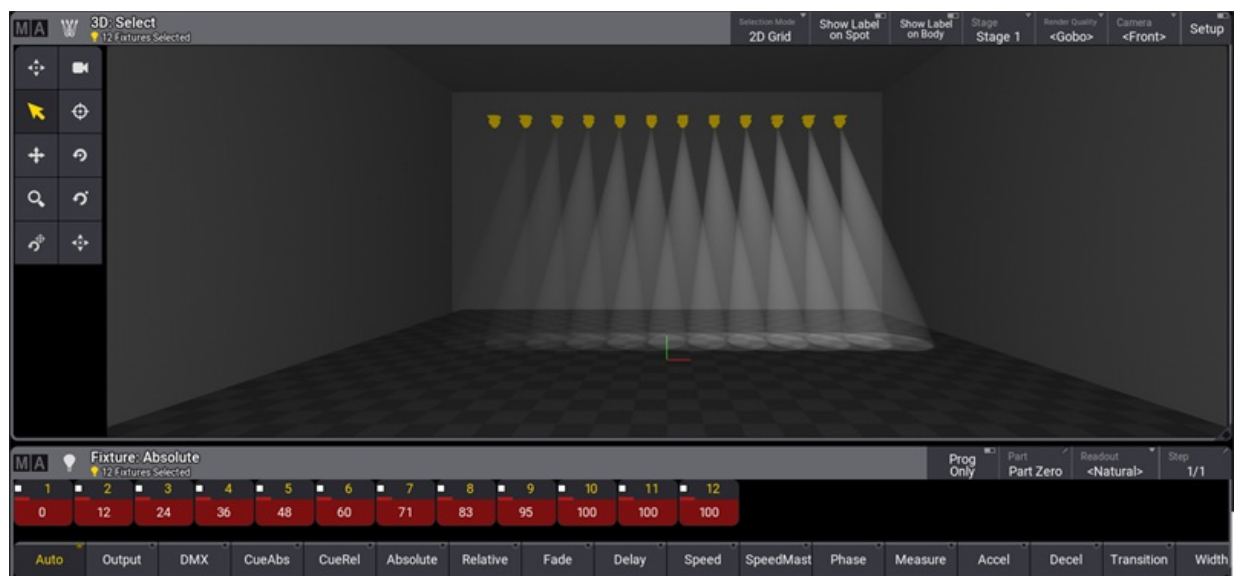 MA 3D: Select
12 Fixtures Selected
Selection Mode
2D Grid
Show Label
on Spot
Show Label
on Body
Stage
Stage 1
Render Quality
<Gobo>
Camera
<Front>
Setup
MA Fixture: Absolute
12 Fixtures Selected
Prog
Only
Part
Part Zero
Readout
<Natural>
Step
1/1
1 2 3 4 5 6 7 8 9 10 11 12
0 12 24 36 48 60 71 83 95 100 100 100
Auto Output DMX CueAbs CueRel Absolute Relative Fade Delay Speed SpeedMast Phase Measure Accel Decel Transition Width